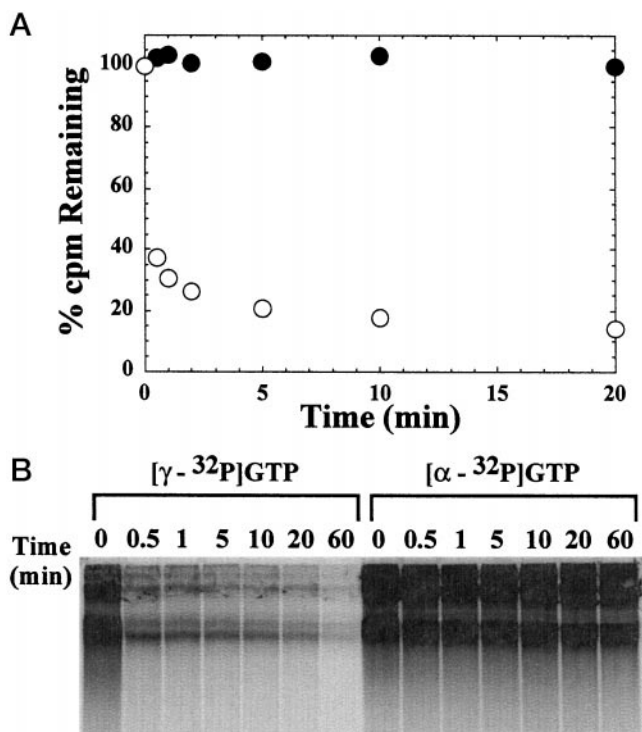 A
100
80
60
40
20
0
% cpm Remaining
0 5 10 15 20
Time (min)
B
[γ - ³²P]GTP [α - ³²P]GTP
Time 0 0.5 1 5 10 20 60 0 0.5 1 5 10 20 60
(min)